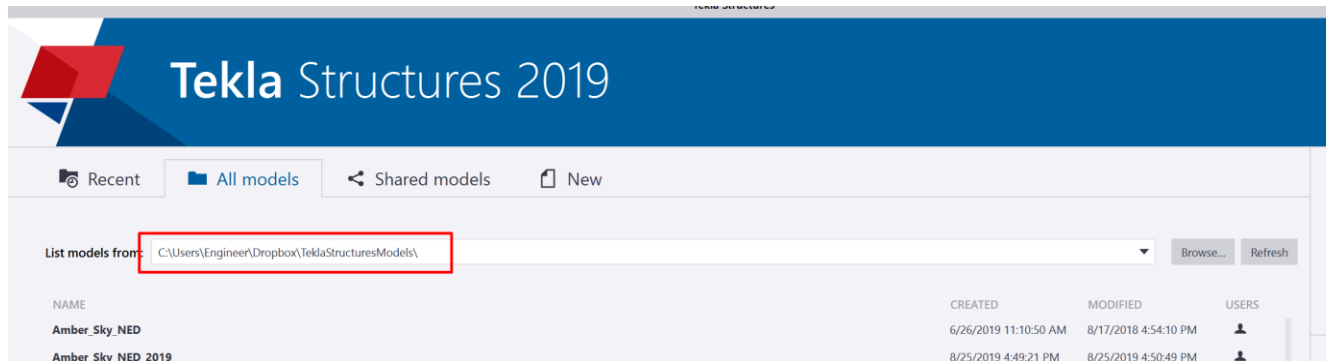 Tekla Structures
Tekla Structures 2019
Recent All models Shared models New
List models from: C:\Users\Engineer\Dropbox\TeklaStructuresModels\ Browse... Refresh
NAME CREATED MODIFIED USERS
Amber_Sky_NED 6/26/2019 11:10:50 AM 8/17/2018 4:54:10 PM
Amber_Sky_NED_2019 8/25/2019 4:49:21 PM 8/25/2019 4:50:49 PM